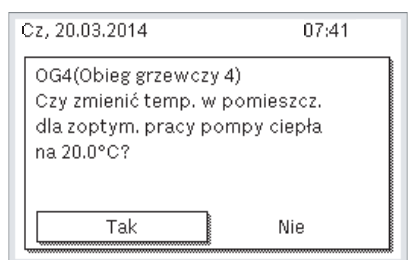 Cz, 20.03.2014 07:41
OG4(Obieg grzewczy 4)
Czy zmienić temp. w pomieszcz.
dla zoptym. pracy pompy ciepła
na 20.0°C?
Tak Nie